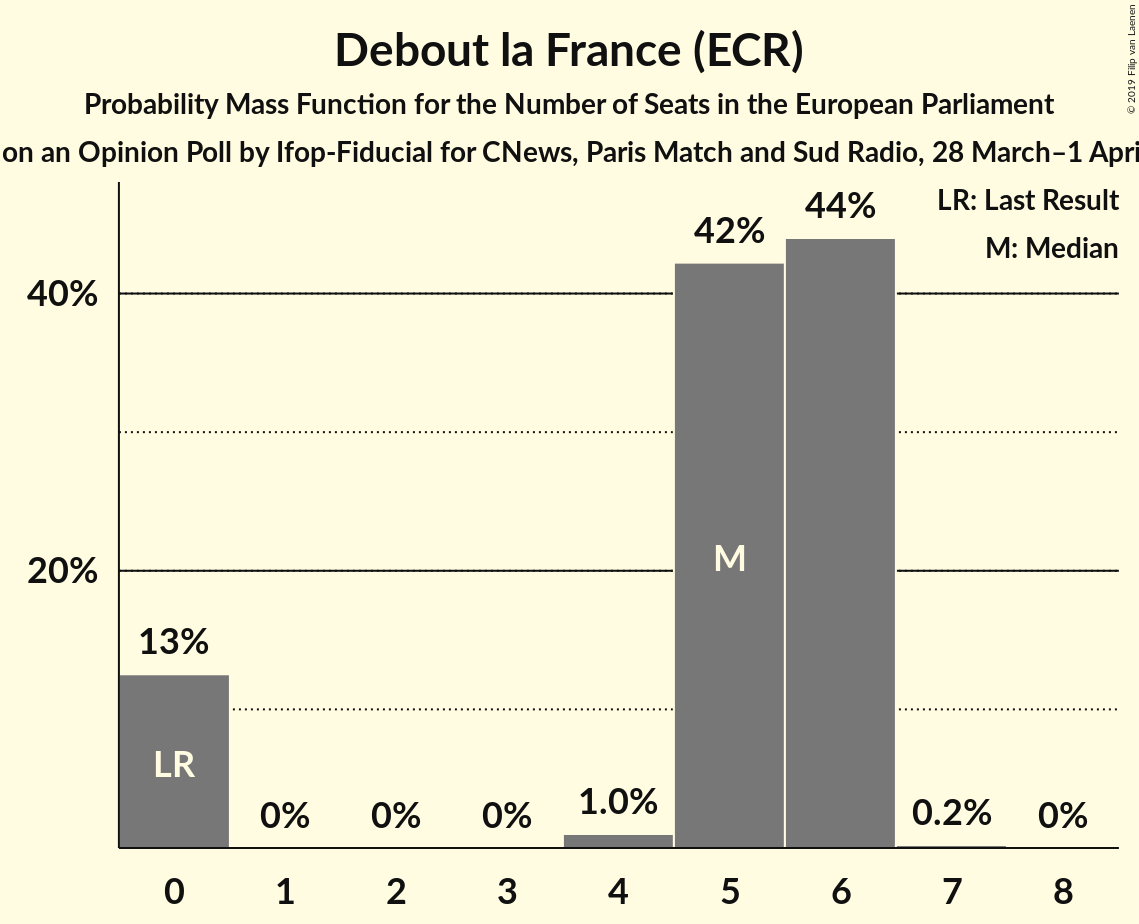 Debout la France (ECR)
Probability Mass Function for the Number of Seats in the European Parliament
on an Opinion Poll by Ifop-Fiducial for CNews, Paris Match and Sud Radio, 28 March–1 Apri
© 2019 Filip van Laenen
LR: Last Result
M: Median
44%
42%
40%
M
20%
13%
LR
0%
0%
0%
1.0%
0.2%
0%
0 1 2 3 4 5 6 7 8